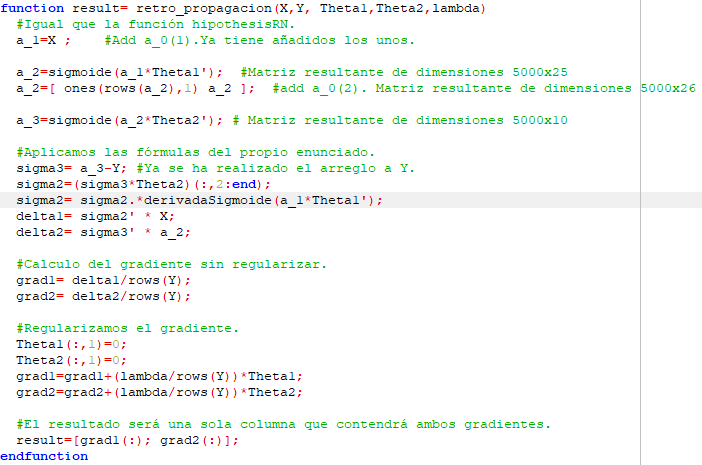 function result= retro_propagacion(X,Y, Theta1,Theta2,lambda)
#Igual que la función hipothesisRN.
a_1=X ;    #Add a_0(1).Ya tiene añadidos los unos.
a_2=sigmoide(a_1*Theta1');  #Matriz resultante de dimensiones 5000x25
a_2=[ ones(rows(a_2),1) a_2 ];  #add a_0(2). Matriz resultante de dimensiones 5000x26
a_3=sigmoide(a_2*Theta2'); # Matriz resultante de dimensiones 5000x10
#Aplicamos las fórmulas del propio enunciado.
sigma3= a_3-Y; #Ya se ha realizado el arreglo a Y.
sigma2=(sigma3*Theta2)(:,2:end);
sigma2= sigma2.*derivadaSigmoide(a_1*Theta1');
delta1= sigma2' * X;
delta2= sigma3' * a_2;
#Calculo del gradiente sin regularizar.
grad1= delta1/rows(Y);
grad2= delta2/rows(Y);
#Regularizamos el gradiente.
Theta1(:,1)=0;
Theta2(:,1)=0;
grad1=grad1+(lambda/rows(Y))*Theta1;
grad2=grad2+(lambda/rows(Y))*Theta2;
#El resultado será una sola columna que contendrá ambos gradientes.
result=[grad1(:); grad2(:)];
endfunction